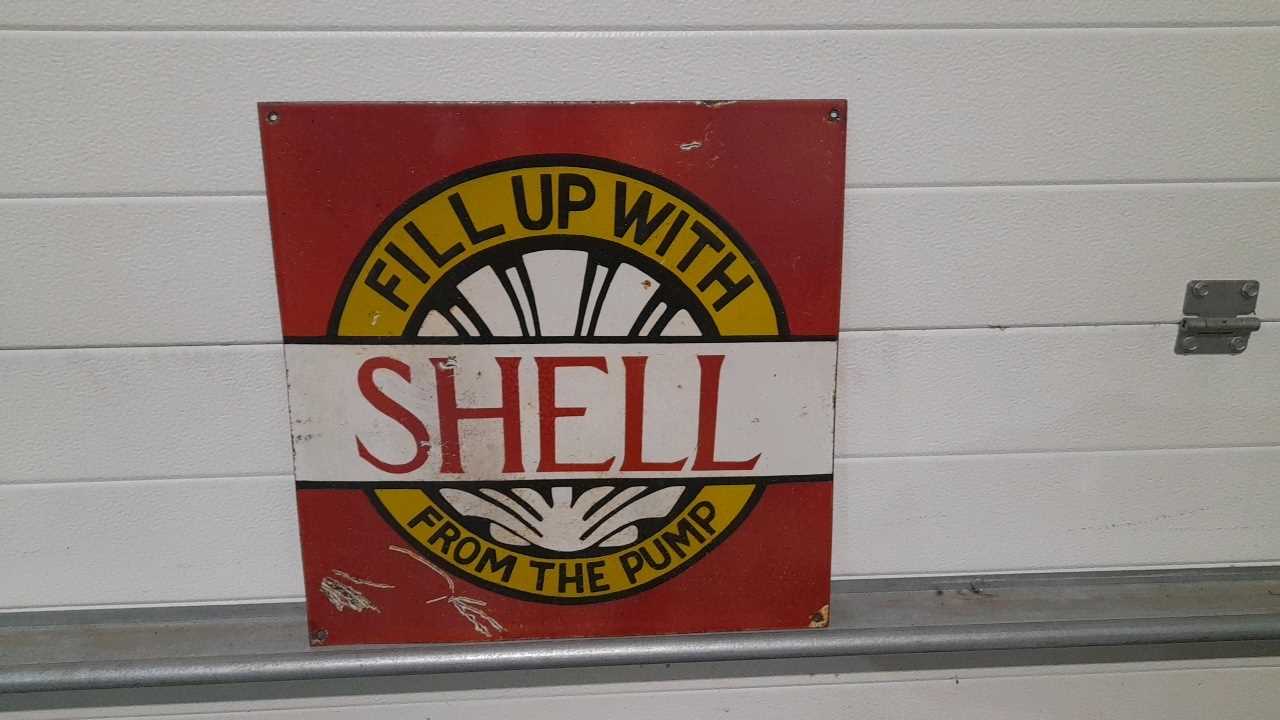 FILL UP WITH
SHELL
FROM THE PUMP